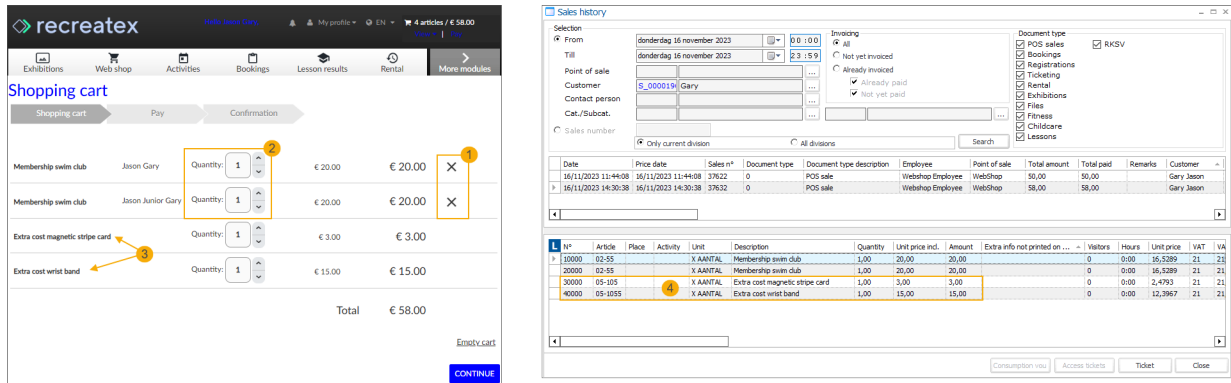 recreatex
My profile
EN
4 articles / € 58.00
Exhibitions
Web shop
Activities
Bookings
Lesson results
Rental
More modules
Shopping cart
Shopping cart
Pay
Confirmation
2
1
Membership swim club
Jason Gary
Quantity:
1
€ 20.00
€ 20.00
Membership swim club
Jason Junior Gary
Quantity:
1
€ 20.00
€ 20.00
Extra cost magnetic stripe card
Quantity:
1
€ 3.00
€ 3.00
3
Extra cost wrist band
Quantity:
1
€ 15.00
€ 15.00
Total
€ 58.00
Empty cart
CONTINUE
Sales history
Selection
From
donderdag 16 november 2023
00:00
Till
donderdag 16 november 2023
23:59
Point of sale
...
Customer
S_000019
Gary
...
Contact person
...
Cat./Subcat.
...
...
Sales number
Only current division
All divisions
Search
Invoicing
All
Not yet invoiced
Already invoiced
Already paid
Not yet paid
Document type
POS sales
RKSV
Bookings
Registrations
Ticketing
Rental
Exhibitions
Files
Fitness
Childcare
Lessons
Date Price date Sales n° Document type Document type description Employee Point of sale Total amount Total paid Remarks Customer
16/11/2023 11:44:08 16/11/2023 11:44:08 37622 0 POS sale Webshop Employee WebShop 50,00 50,00 Gary Jason
16/11/2023 14:30:38 16/11/2023 14:30:38 37632 0 POS sale Webshop Employee WebShop 58,00 58,00 Gary Jason
L N° Article Place Activity Unit Description Quantity Unit price incl. Amount Extra info not printed on ... Visitors Hours Unit price VAT VA
10000 02-55 X AANTAL Membership swim club 1,00 20,00 20,00 0 0:00 16,5289 21 21
20000 02-55 X AANTAL Membership swim club 1,00 20,00 20,00 0 0:00 16,5289 21 21
30000 05-105 X AANTAL Extra cost magnetic stripe card 1,00 3,00 3,00 0 0:00 2,4793 21 21
40000 05-1055 X AANTAL Extra cost wrist band 1,00 15,00 15,00 0 0:00 12,3967 21 21
4
Consumption vou
Access tickets
Ticket
Close